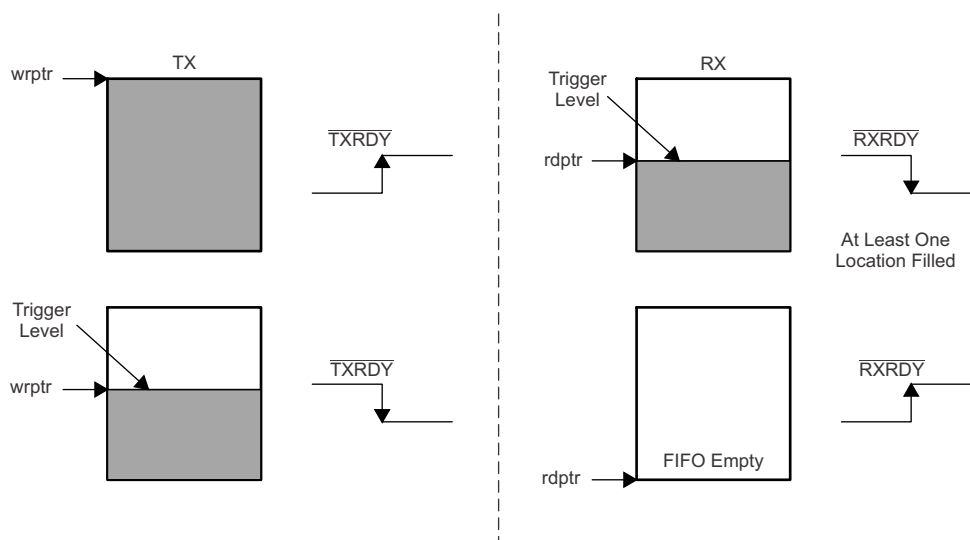 TX
wrptr
TXRDY
Trigger
Level
wrptr
TXRDY
RX
Trigger
Level
rdptr
RXRDY
At Least One
Location Filled
RXRDY
FIFO Empty
rdptr